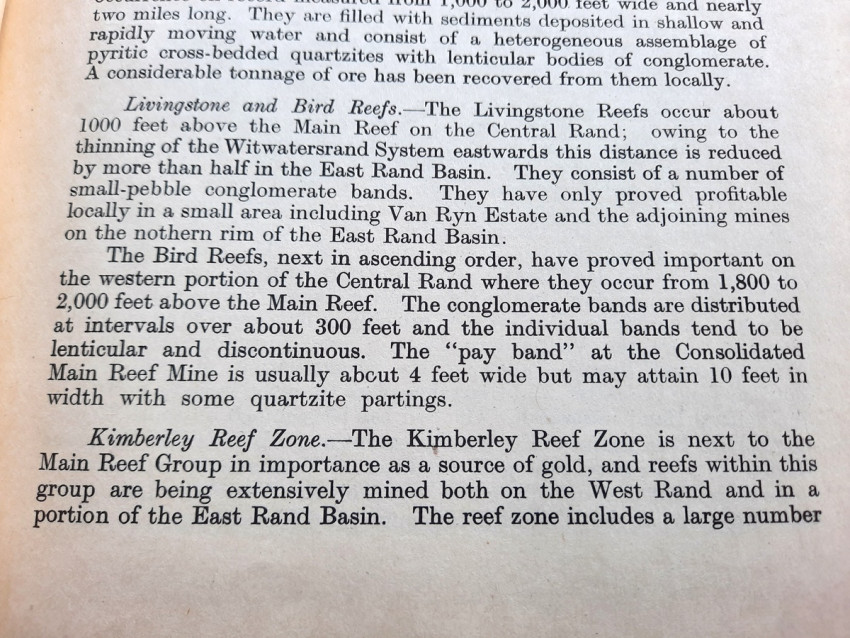 from 1,000 to 2,000 feet wide and nearly
two miles long. They are filled with sediments deposited in shallow and
rapidly moving water and consist of a heterogeneous assemblage of
pyritic cross-bedded quartzites with lenticular bodies of conglomerate.
A considerable tonnage of ore has been recovered from them locally.
Livingstone and Bird Reefs.—The Livingstone Reefs occur about
1000 feet above the Main Reef on the Central Rand; owing to the
thinning of the Witwatersrand System eastwards this distance is reduced
by more than half in the East Rand Basin. They consist of a number of
small-pebble conglomerate bands. They have only proved profitable
locally in a small area including Van Ryn Estate and the adjoining mines
on the nothern rim of the East Rand Basin.
The Bird Reefs, next in ascending order, have proved important on
the western portion of the Central Rand where they occur from 1,800 to
2,000 feet above the Main Reef. The conglomerate bands are distributed
at intervals over about 300 feet and the individual bands tend to be
lenticular and discontinuous. The "pay band" at the Consolidated
Main Reef Mine is usually about 4 feet wide but may attain 10 feet in
width with some quartzite partings.
Kimberley Reef Zone.—The Kimberley Reef Zone is next to the
Main Reef Group in importance as a source of gold, and reefs within this
group are being extensively mined both on the West Rand and in a
portion of the East Rand Basin. The reef zone includes a large number